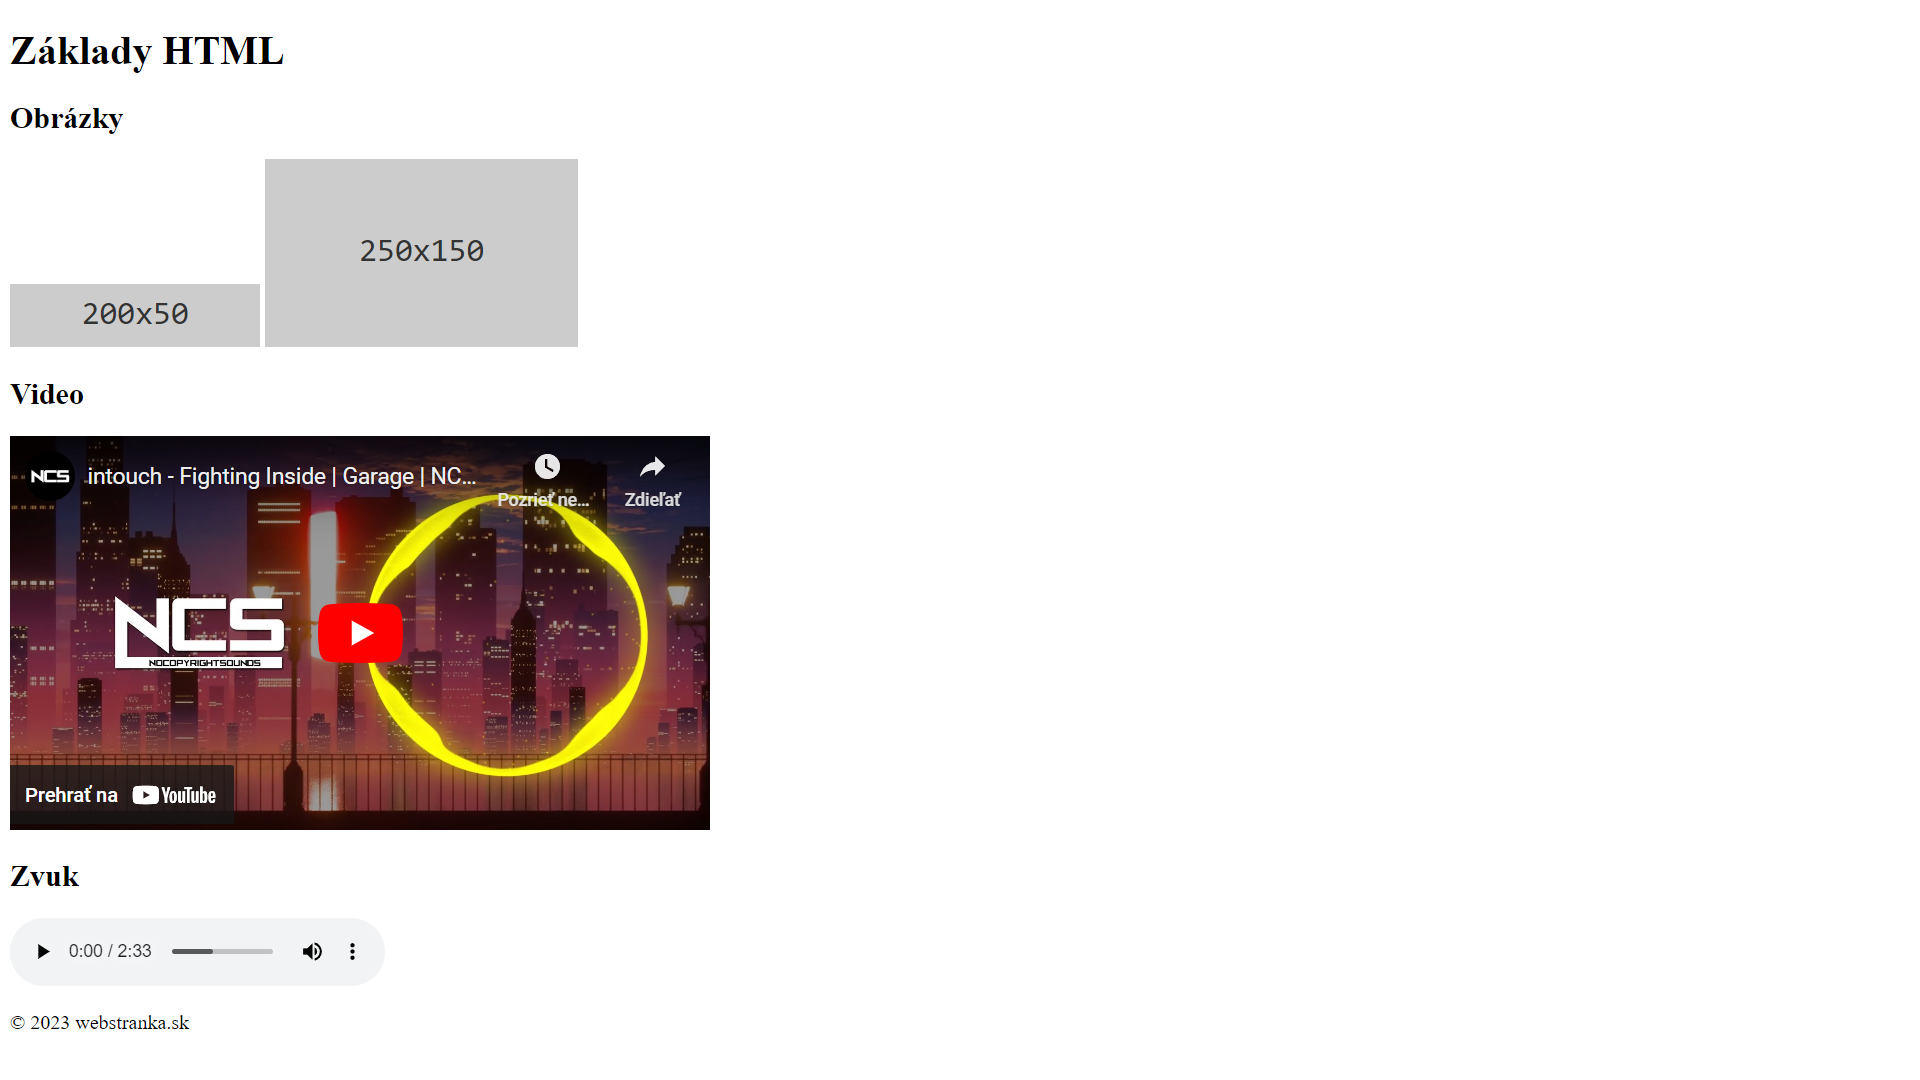 Základy HTML
Obrázky
250x150
200x50
Video
NCS
intouch - Fighting Inside | Garage | NC...
Pozrieť ne...
Zdieľať
NCS
NOCOPYRIGHTSOUNDS
Prehrať na YouTube
Zvuk
0:00 / 2:33
© 2023 webstranka.sk